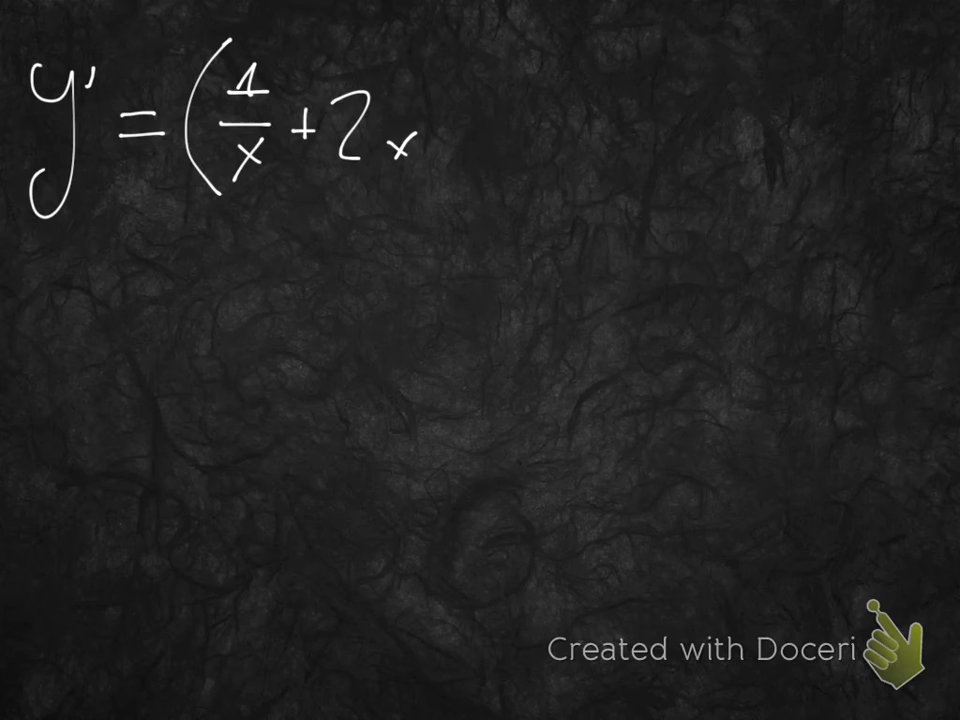 y' = (1/x + 2x
Created with Doceri